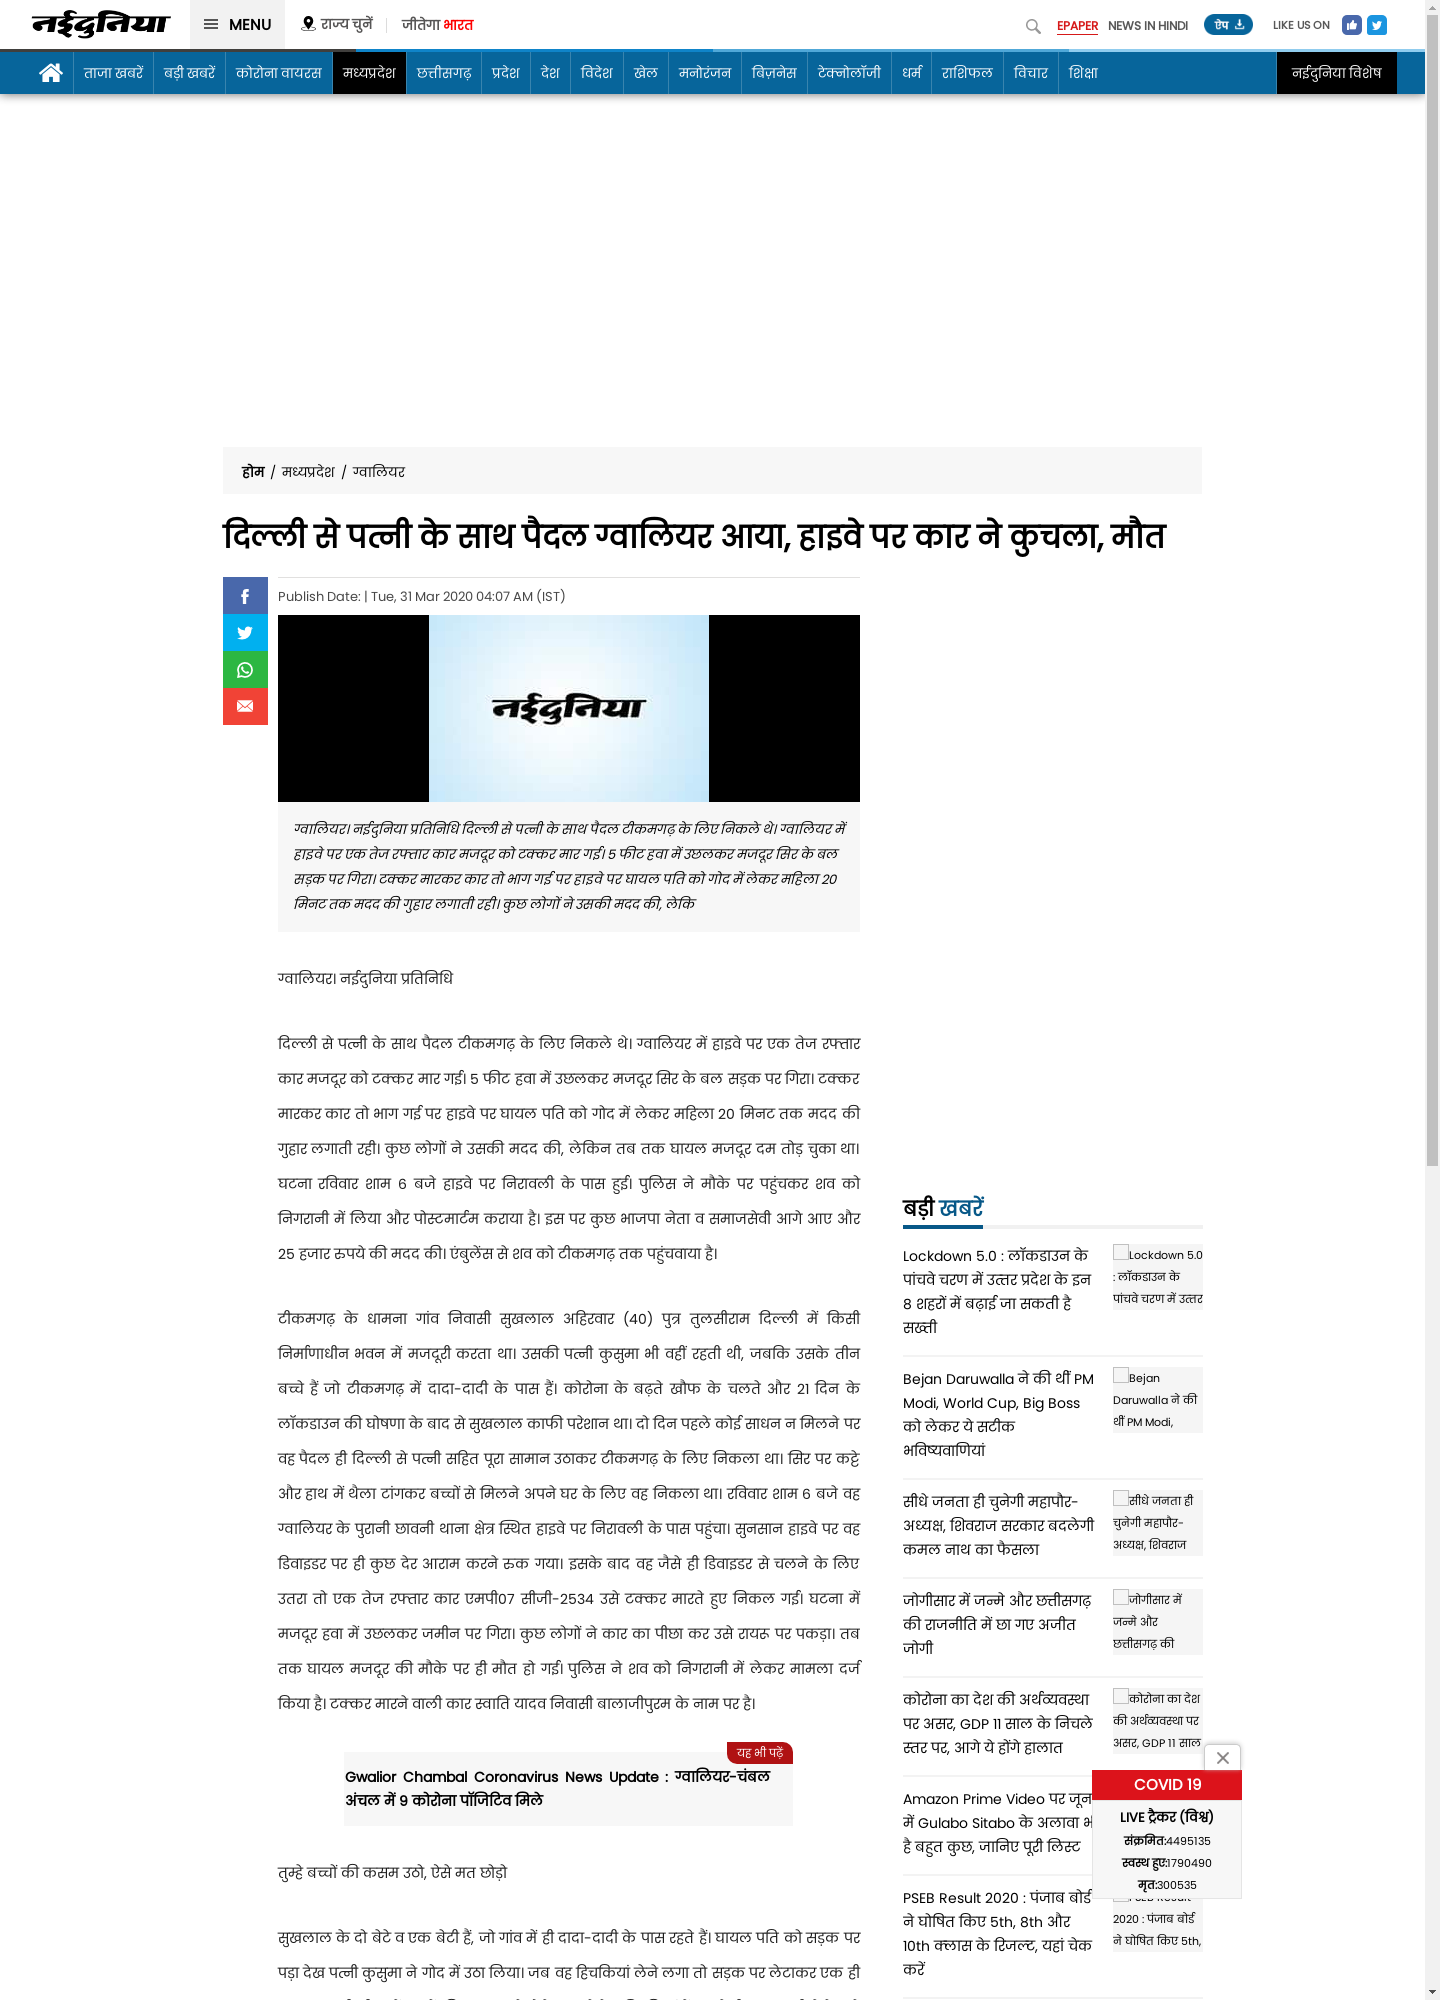 नईदुनिया
MENU
राज्य चुनें
जीतेगा भारत
EPAPER NEWS IN HINDI
ऐप
LIKE US ON
ताजा खबरें बड़ी खबरें कोरोना वायरस मध्यप्रदेश छत्तीसगढ़ प्रदेश देश विदेश खेल मनोरंजन बिज़नेस टेक्नोलॉजी धर्म राशिफल विचार शिक्षा नईदुनिया विशेष
होम / मध्यप्रदेश / ग्वालियर
दिल्ली से पत्नी के साथ पैदल ग्वालियर आया, हाइवे पर कार ने कुचला, मौत
Publish Date: | Tue, 31 Mar 2020 04:07 AM (IST)
नईदुनिया
ग्वालियर। नईदुनिया प्रतिनिधि दिल्ली से पत्नी के साथ पैदल टीकमगढ़ के लिए निकले थे। ग्वालियर में
हाइवे पर एक तेज रफ्तार कार मजदूर को टक्कर मार गई। 5 फीट हवा में उछलकर मजदूर सिर के बल
सड़क पर गिरा। टक्कर मारकर कार तो भाग गई पर हाइवे पर घायल पति को गोद में लेकर महिला 20
मिनट तक मदद की गुहार लगाती रही। कुछ लोगों ने उसकी मदद की, लेकि
ग्वालियर। नईदुनिया प्रतिनिधि
दिल्ली से पत्नी के साथ पैदल टीकमगढ़ के लिए निकले थे। ग्वालियर में हाइवे पर एक तेज रफ्तार
कार मजदूर को टक्कर मार गई। 5 फीट हवा में उछलकर मजदूर सिर के बल सड़क पर गिरा। टक्कर
मारकर कार तो भाग गई पर हाइवे पर घायल पति को गोद में लेकर महिला 20 मिनट तक मदद की
गुहार लगाती रही। कुछ लोगों ने उसकी मदद की, लेकिन तब तक घायल मजदूर दम तोड़ चुका था।
घटना रविवार शाम 6 बजे हाइवे पर निरावली के पास हुई। पुलिस ने मौके पर पहुंचकर शव को
निगरानी में लिया और पोस्टमार्टम कराया है। इस पर कुछ भाजपा नेता व समाजसेवी आगे आए और
25 हजार रुपये की मदद की। एंबुलेंस से शव को टीकमगढ़ तक पहुंचवाया है।
टीकमगढ़ के धामना गांव निवासी सुखलाल अहिरवार (40) पुत्र तुलसीराम दिल्ली में किसी
निर्माणाधीन भवन में मजदूरी करता था। उसकी पत्नी कुसुमा भी वहीं रहती थी, जबकि उसके तीन
बच्चे हैं जो टीकमगढ़ में दादा-दादी के पास हैं। कोरोना के बढ़ते खौफ के चलते और 21 दिन के
लॉकडाउन की घोषणा के बाद से सुखलाल काफी परेशान था। दो दिन पहले कोई साधन न मिलने पर
वह पैदल ही दिल्ली से पत्नी सहित पूरा सामान उठाकर टीकमगढ़ के लिए निकला था। सिर पर कट्टे
और हाथ में थैला टांगकर बच्चों से मिलने अपने घर के लिए वह निकला था। रविवार शाम 6 बजे वह
ग्वालियर के पुरानी छावनी थाना क्षेत्र स्थित हाइवे पर निरावली के पास पहुंचा। सुनसान हाइवे पर वह
डिवाइडर पर ही कुछ देर आराम करने रुक गया। इसके बाद वह जैसे ही डिवाइडर से चलने के लिए
उतरा तो एक तेज रफ्तार कार एमपी07 सीजी-2534 उसे टक्कर मारते हुए निकल गई। घटना में
मजदूर हवा में उछलकर जमीन पर गिरा। कुछ लोगों ने कार का पीछा कर उसे रायरू पर पकड़ा। तब
तक घायल मजदूर की मौके पर ही मौत हो गई। पुलिस ने शव को निगरानी में लेकर मामला दर्ज
किया है। टक्कर मारने वाली कार स्वाति यादव निवासी बालाजीपुरम के नाम पर है।
यह भी पढ़ें
Gwalior Chambal Coronavirus News Update : ग्वालियर-चंबल
अंचल में 9 कोरोना पॉजिटिव मिले
तुम्हे बच्चों की कसम उठो, ऐसे मत छोड़ो
सुखलाल के दो बेटे व एक बेटी हैं, जो गांव में ही दादा-दादी के पास रहते हैं। घायल पति को सड़क पर
पड़ा देख पत्नी कुसुमा ने गोद में उठा लिया। जब वह हिचकियां लेने लगा तो सड़क पर लेटाकर एक ही
बड़ी खबरें
Lockdown 5.0 : लॉकडाउन के
पांचवे चरण में उत्तर प्रदेश के इन
8 शहरों में बढ़ाई जा सकती है
सख्ती
Lockdown 5.0
: लॉकडाउन के
पांचवे चरण में उत्तर
Bejan Daruwalla ने की थीं PM
Modi, World Cup, Big Boss
को लेकर ये सटीक
भविष्यवाणियां
Bejan
Daruwalla ने की
थीं PM Modi,
सीधे जनता ही चुनेगी महापौर-
अध्यक्ष, शिवराज सरकार बदलेगी
कमल नाथ का फैसला
सीधे जनता ही
चुनेगी महापौर-
अध्यक्ष, शिवराज
जोगीसार में जन्मे और छत्तीसगढ़
की राजनीति में छा गए अजीत
जोगी
जोगीसार में
जन्मे और
छत्तीसगढ़ की
कोरोना का देश की अर्थव्यवस्था
पर असर, GDP 11 साल के निचले
स्तर पर, आगे ये होंगे हालात
कोरोना का देश
की अर्थव्यवस्था पर
असर, GDP 11 साल
Amazon Prime Video पर जून
में Gulabo Sitabo के अलावा
है बहुत कुछ, जानिए पूरी लिस्ट
COVID 19
LIVE ट्रैकर (विश्व)
संक्रमित:4495135
स्वस्थ हुए:1790490
मृत:300535
PSEB Result 2020 : पंजाब बोर्ड
ने घोषित किए 5th, 8th और
10th क्लास के रिजल्ट, यहां चेक
करें
2020 : पंजाब बोर्ड
ने घोषित किए 5th,